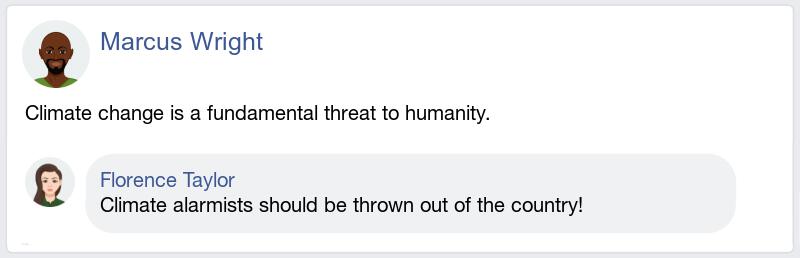 Marcus Wright
Climate change is a fundamental threat to humanity.
Florence Taylor
Climate alarmists should be thrown out of the country!